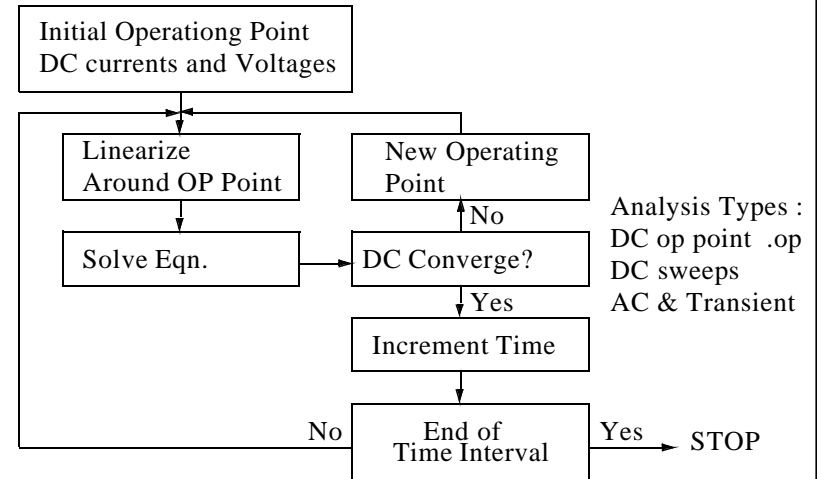 Initial Operationg Point
DC currents and Voltages
Linearize
Around OP Point
New Operating
Point
No
Solve Eqn.
DC Converge?
Yes
Increment Time
No
End of
Time Interval
Yes
STOP
Analysis Types :
DC op point .op
DC sweeps
AC & Transient